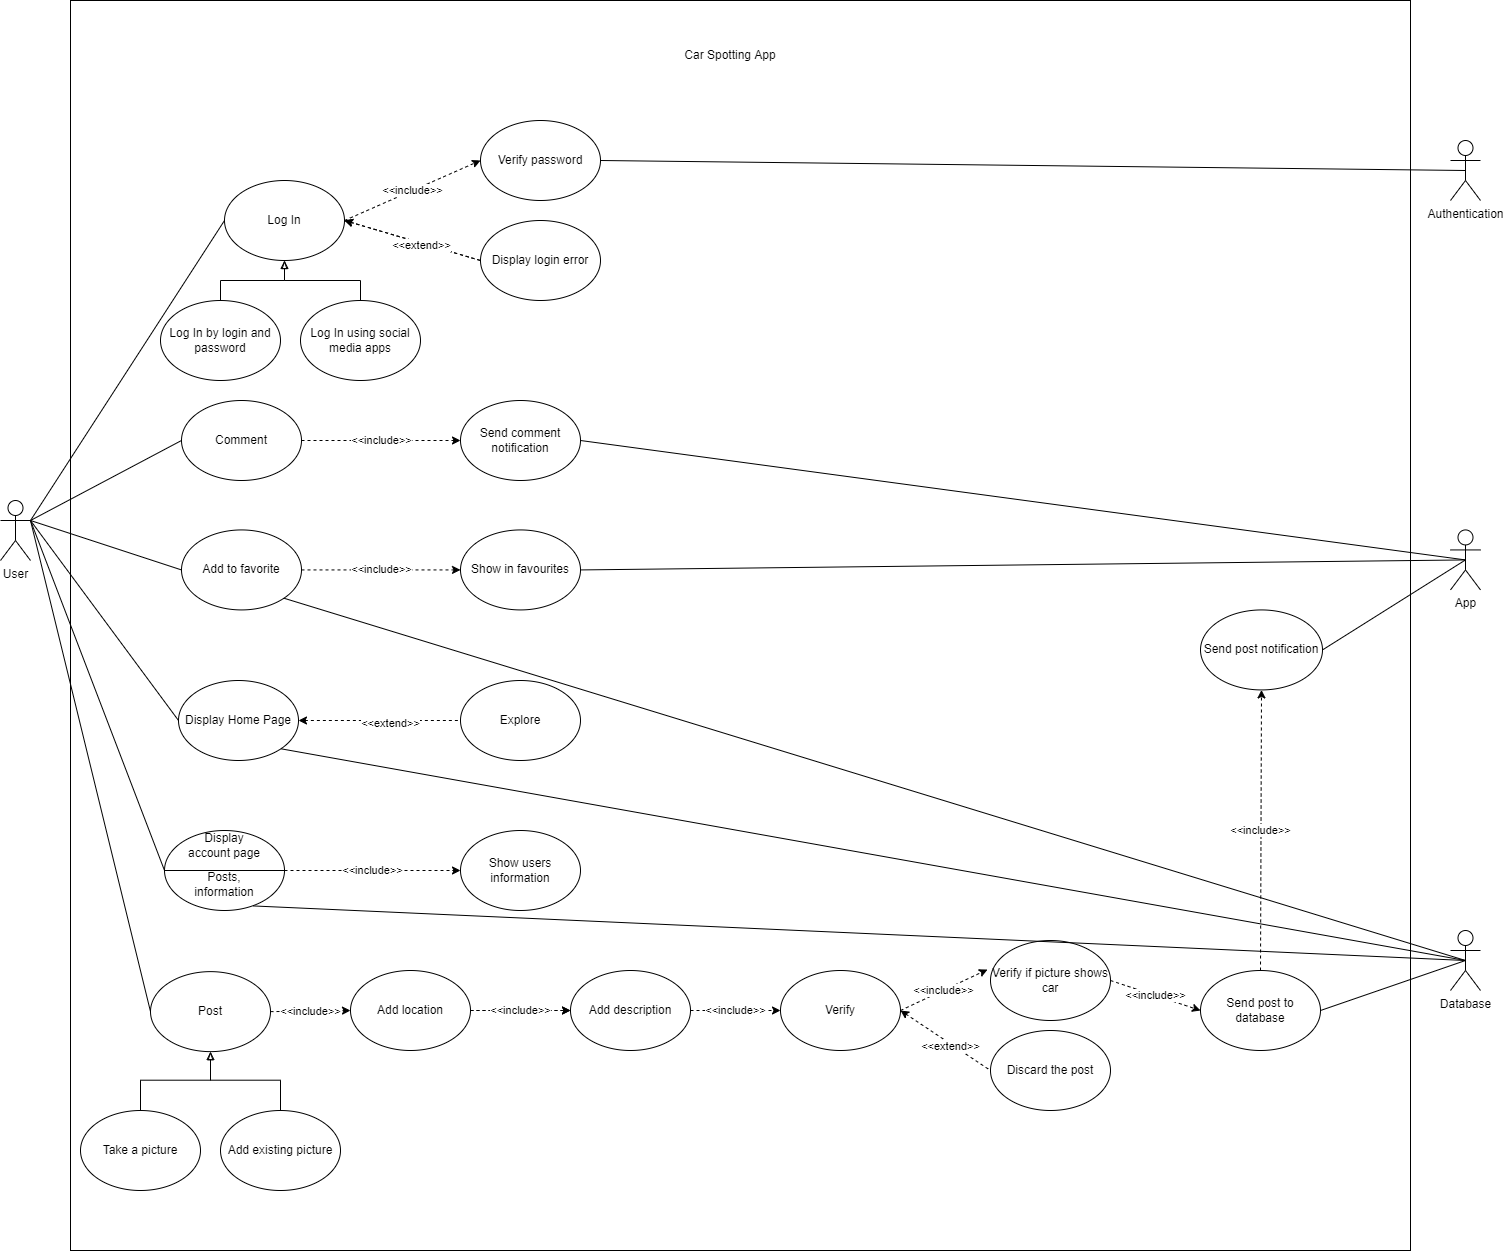 Car Spotting App
Verify password
<<include>>
Log In
Authentication
<<extend>>
Display login error
Log In by login and
password
Log In using social
media apps
Comment
<<include>>
Send comment
notification
User
Add to favorite
<<include>>
Show in favourites
App
Send post notification
Display Home Page
<<extend>>
Explore
<<include>>
Display
account page
Posts,
information
<<include>>
Show users
information
Post
<<include>>
Add location
<<include>>
Add description
<<include>>
Verify
<<include>>
Verify if picture shows
car
<<include>>
Send post to
database
Database
<<extend>>
Discard the post
Take a picture
Add existing picture